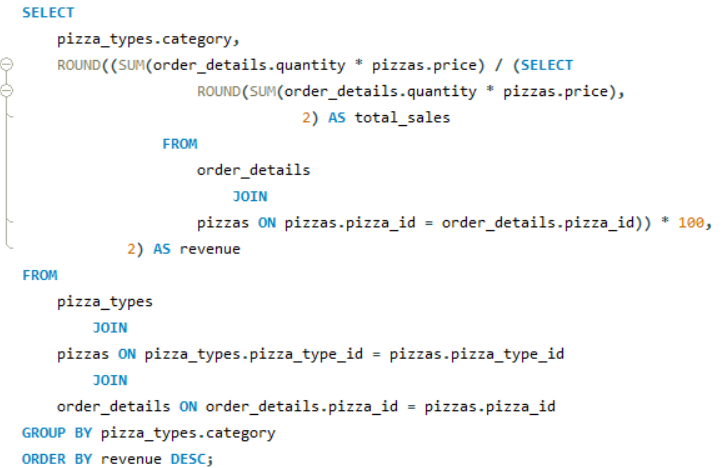 SELECT
pizza_types.category,
ROUND((SUM(order_details.quantity * pizzas.price) / (SELECT
ROUND(SUM(order_details.quantity * pizzas.price),
2) AS total_sales
FROM
order_details
JOIN
pizzas ON pizzas.pizza_id = order_details.pizza_id)) * 100,
2) AS revenue
FROM
pizza_types
JOIN
pizzas ON pizza_types.pizza_type_id = pizzas.pizza_type_id
JOIN
order_details ON order_details.pizza_id = pizzas.pizza_id
GROUP BY pizza_types.category
ORDER BY revenue DESC;